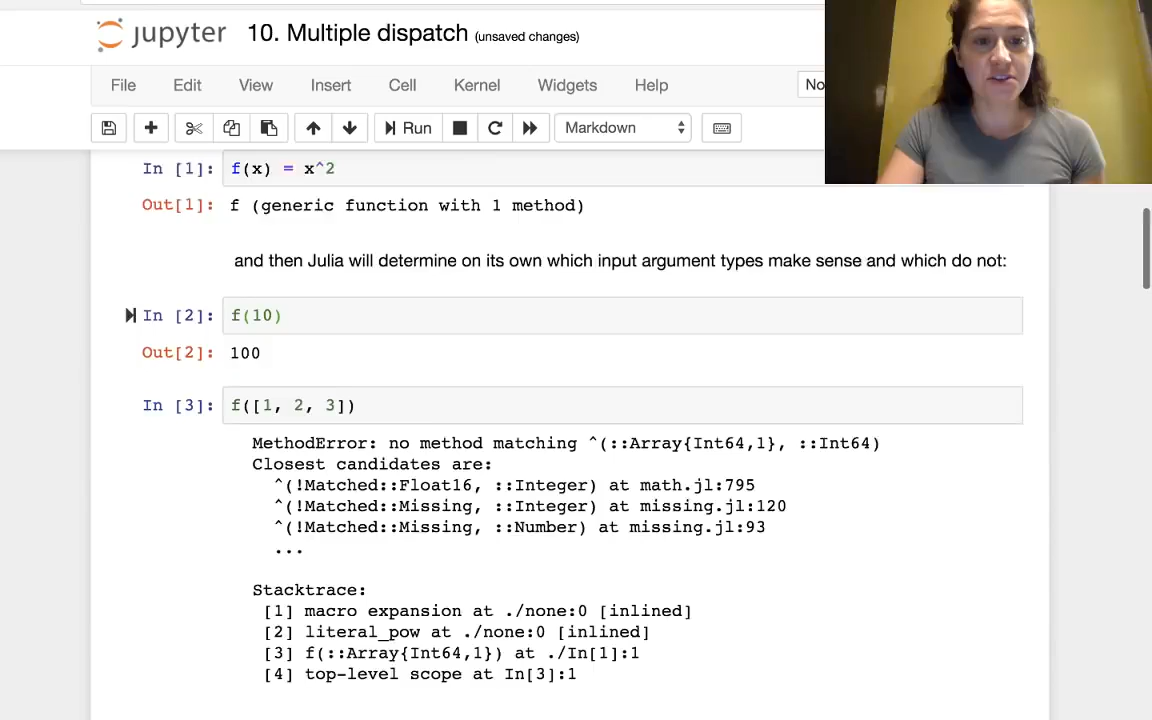 jupyter 10. Multiple dispatch (unsaved changes)
File Edit View Insert Cell Kernel Widgets Help No
Run Markdown
In [1]: f(x) = x^2
Out[1]: f (generic function with 1 method)
and then Julia will determine on its own which input argument types make sense and which do not:
In [2]: f(10)
Out[2]: 100
In [3]: f([1, 2, 3])
MethodError: no method matching ^(::Array{Int64,1}, ::Int64)
Closest candidates are:
^(!Matched::Float16, ::Integer) at math.jl:795
^(!Matched::Missing, ::Integer) at missing.jl:120
^(!Matched::Missing, ::Number) at missing.jl:93
...
Stacktrace:
[1] macro expansion at ./none:0 [inlined]
[2] literal_pow at ./none:0 [inlined]
[3] f(::Array{Int64,1}) at ./In[1]:1
[4] top-level scope at In[3]:1